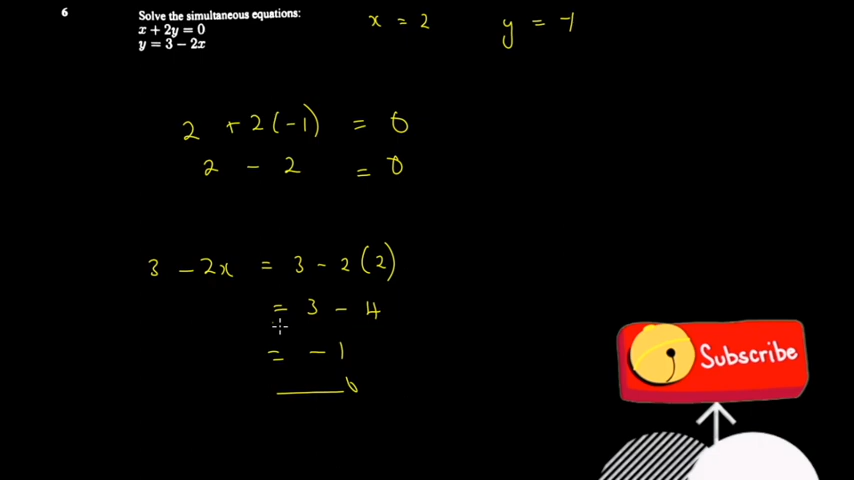 6 Solve the simultaneous equations:
x + 2y = 0
y = 3 − 2x
x = 2 y = -1
2 + 2(-1) = 0
2 - 2 = 0
3 - 2x = 3 - 2(2)
= 3 - 4
= -1
Subscribe